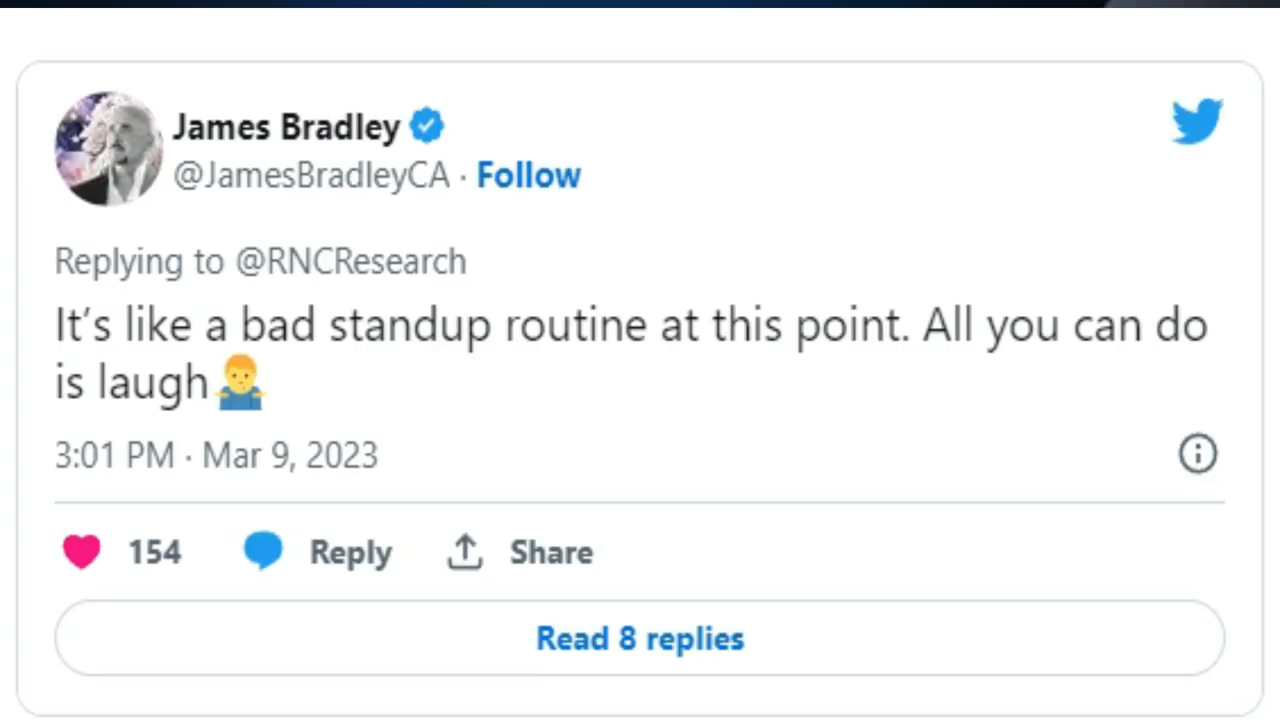 James Bradley
@JamesBradleyCA · Follow
Replying to @RNCResearch
It’s like a bad standup routine at this point. All you can do
is laugh🤷‍♂️
3:01 PM · Mar 9, 2023
154 Reply Share
Read 8 replies